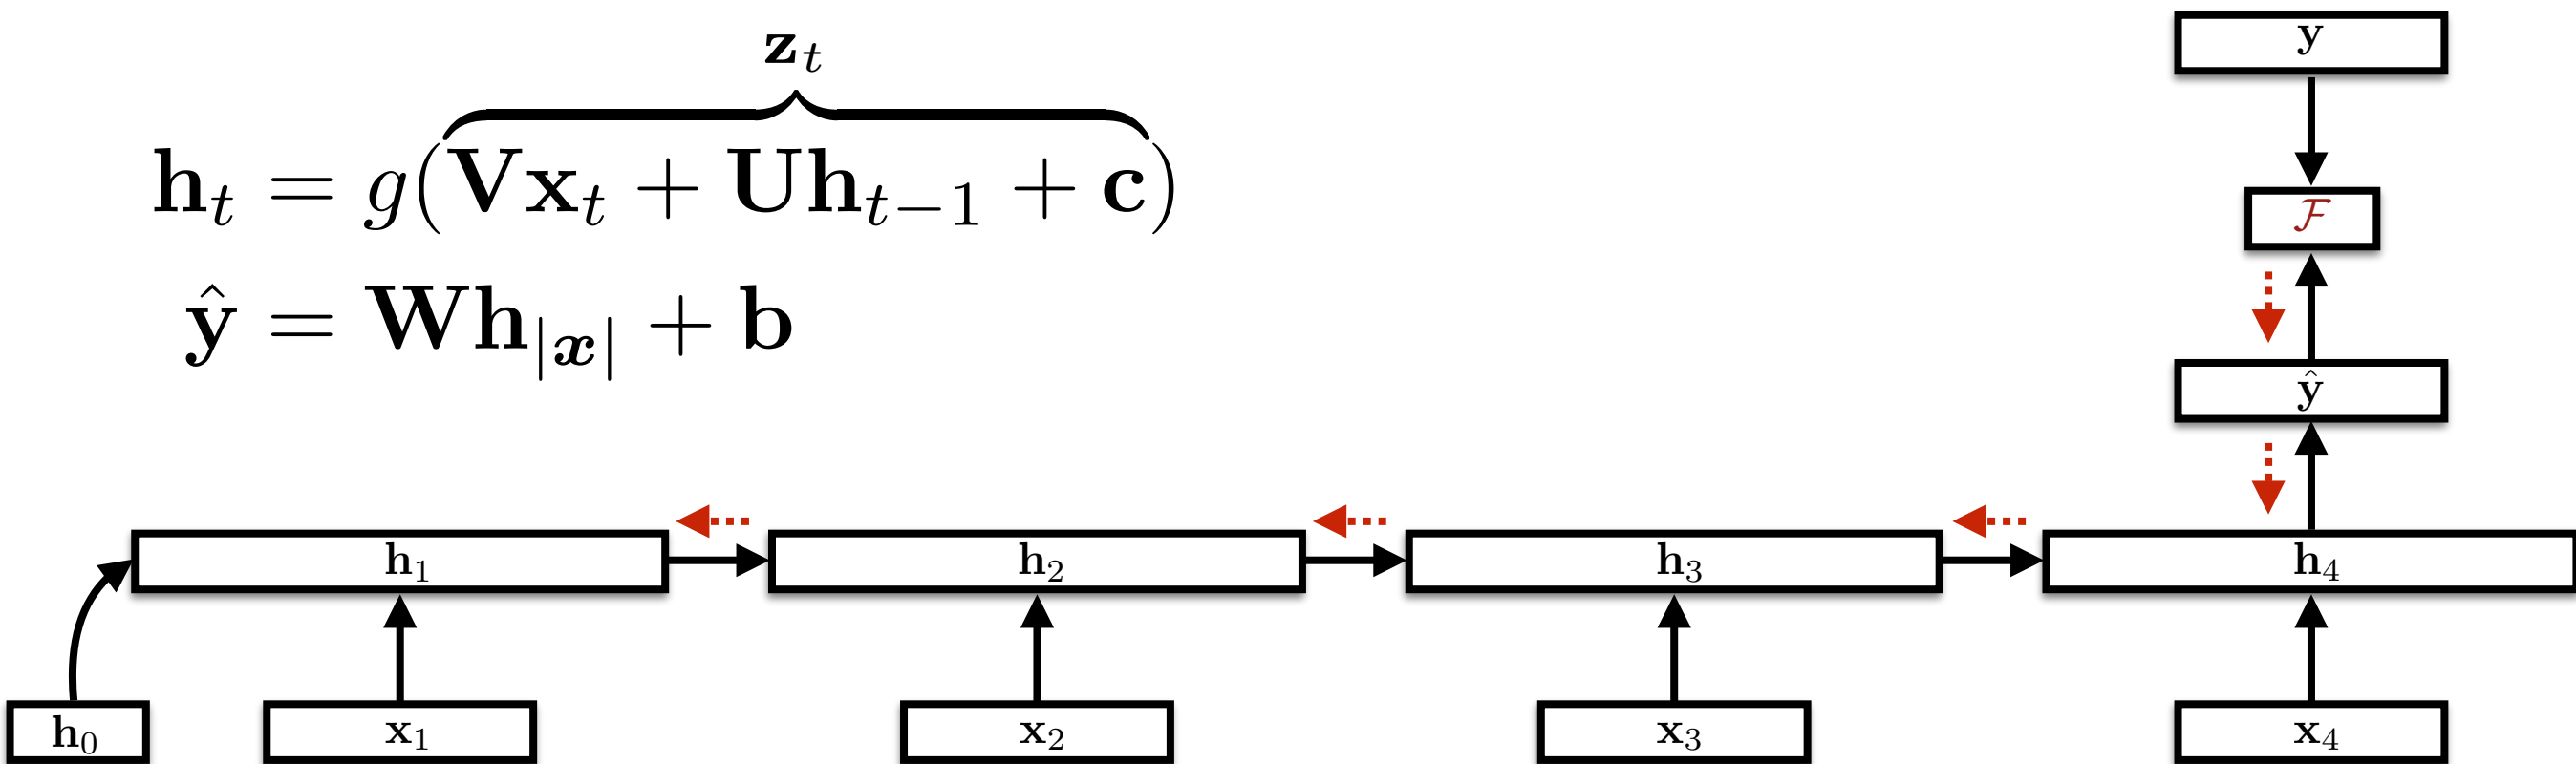 z_t
h_t = g(Vx_t + Uh_{t−1} + c)
ŷ = Wh_{|x|} + b
y
ℱ
ŷ
h_1 h_2 h_3 h_4
h_0 x_1 x_2 x_3 x_4